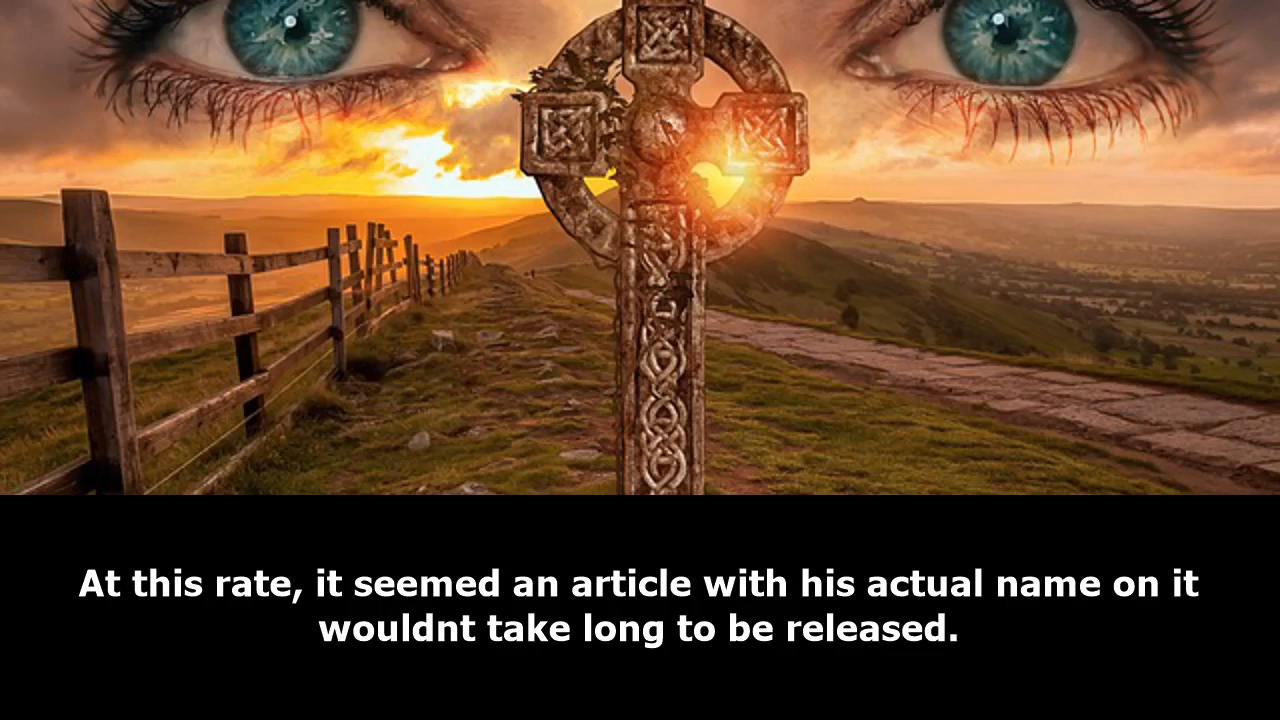 At this rate, it seemed an article with his actual name on it
wouldnt take long to be released.